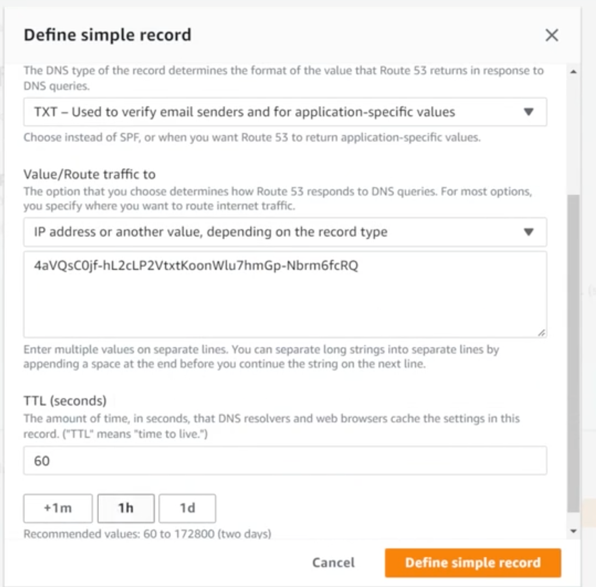 Define simple record
The DNS type of the record determines the format of the value that Route 53 returns in response to
DNS queries.
TXT – Used to verify email senders and for application-specific values
Choose instead of SPF, or when you want Route 53 to return application-specific values.
Value/Route traffic to
The option that you choose determines how Route 53 responds to DNS queries. For most options,
you specify where you want to route internet traffic.
IP address or another value, depending on the record type
4aVQsC0jf-hL2cLP2VtxtKoonWlu7hmGp-Nbrm6fcRQ
Enter multiple values on separate lines. You can separate long strings into separate lines by
appending a space at the end before you continue the string on the next line.
TTL (seconds)
The amount of time, in seconds, that DNS resolvers and web browsers cache the settings in this
record. ("TTL" means "time to live.")
60
+1m 1h 1d
Recommended values: 60 to 172800 (two days)
Cancel Define simple record